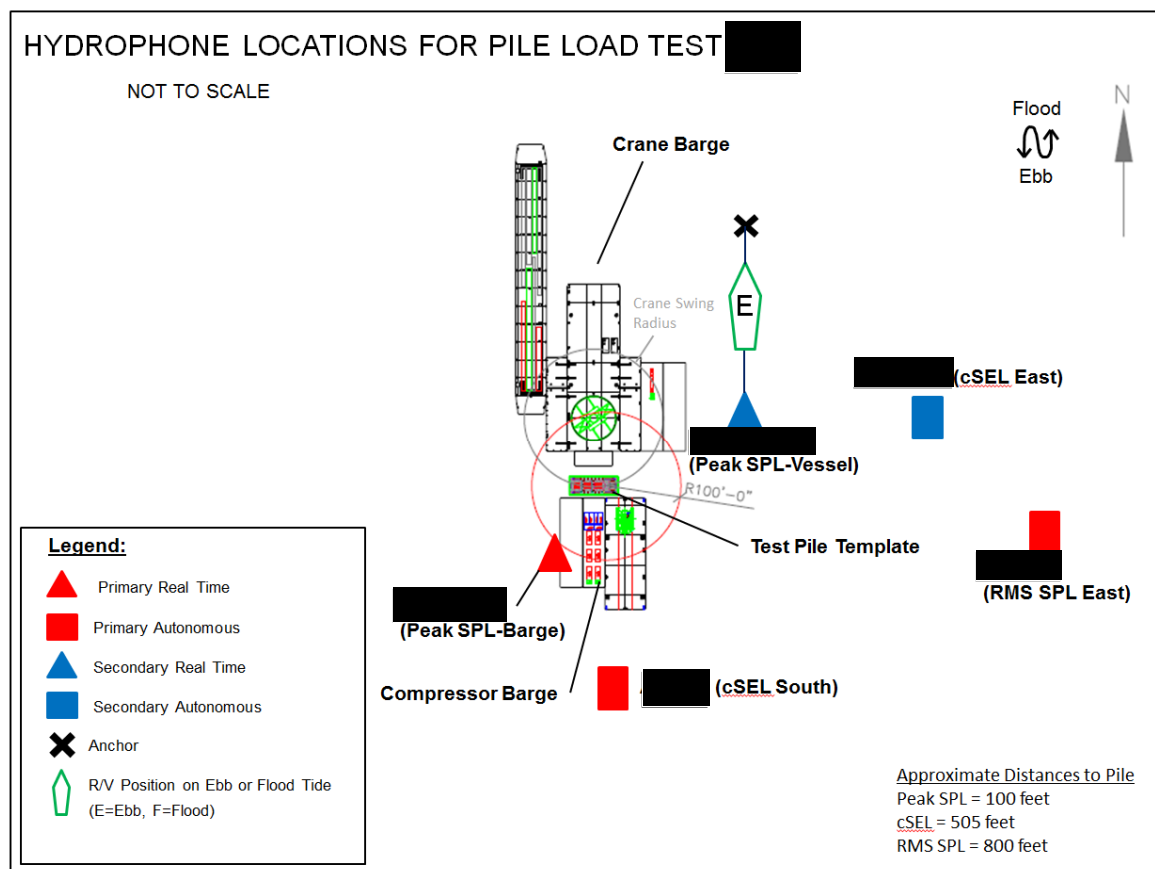 HYDROPHONE LOCATIONS FOR PILE LOAD TEST
NOT TO SCALE
Flood
Ebb
N
Crane Barge
Crane Swing
Radius
E
(cSEL East)
(Peak SPL-Vessel)
R100'-0"
Test Pile Template
(RMS SPL East)
(Peak SPL-Barge)
Compressor Barge
(cSEL South)
Legend:
Primary Real Time
Primary Autonomous
Secondary Real Time
Secondary Autonomous
Anchor
R/V Position on Ebb or Flood Tide
(E=Ebb, F=Flood)
Approximate Distances to Pile
Peak SPL = 100 feet
cSEL = 505 feet
RMS SPL = 800 feet